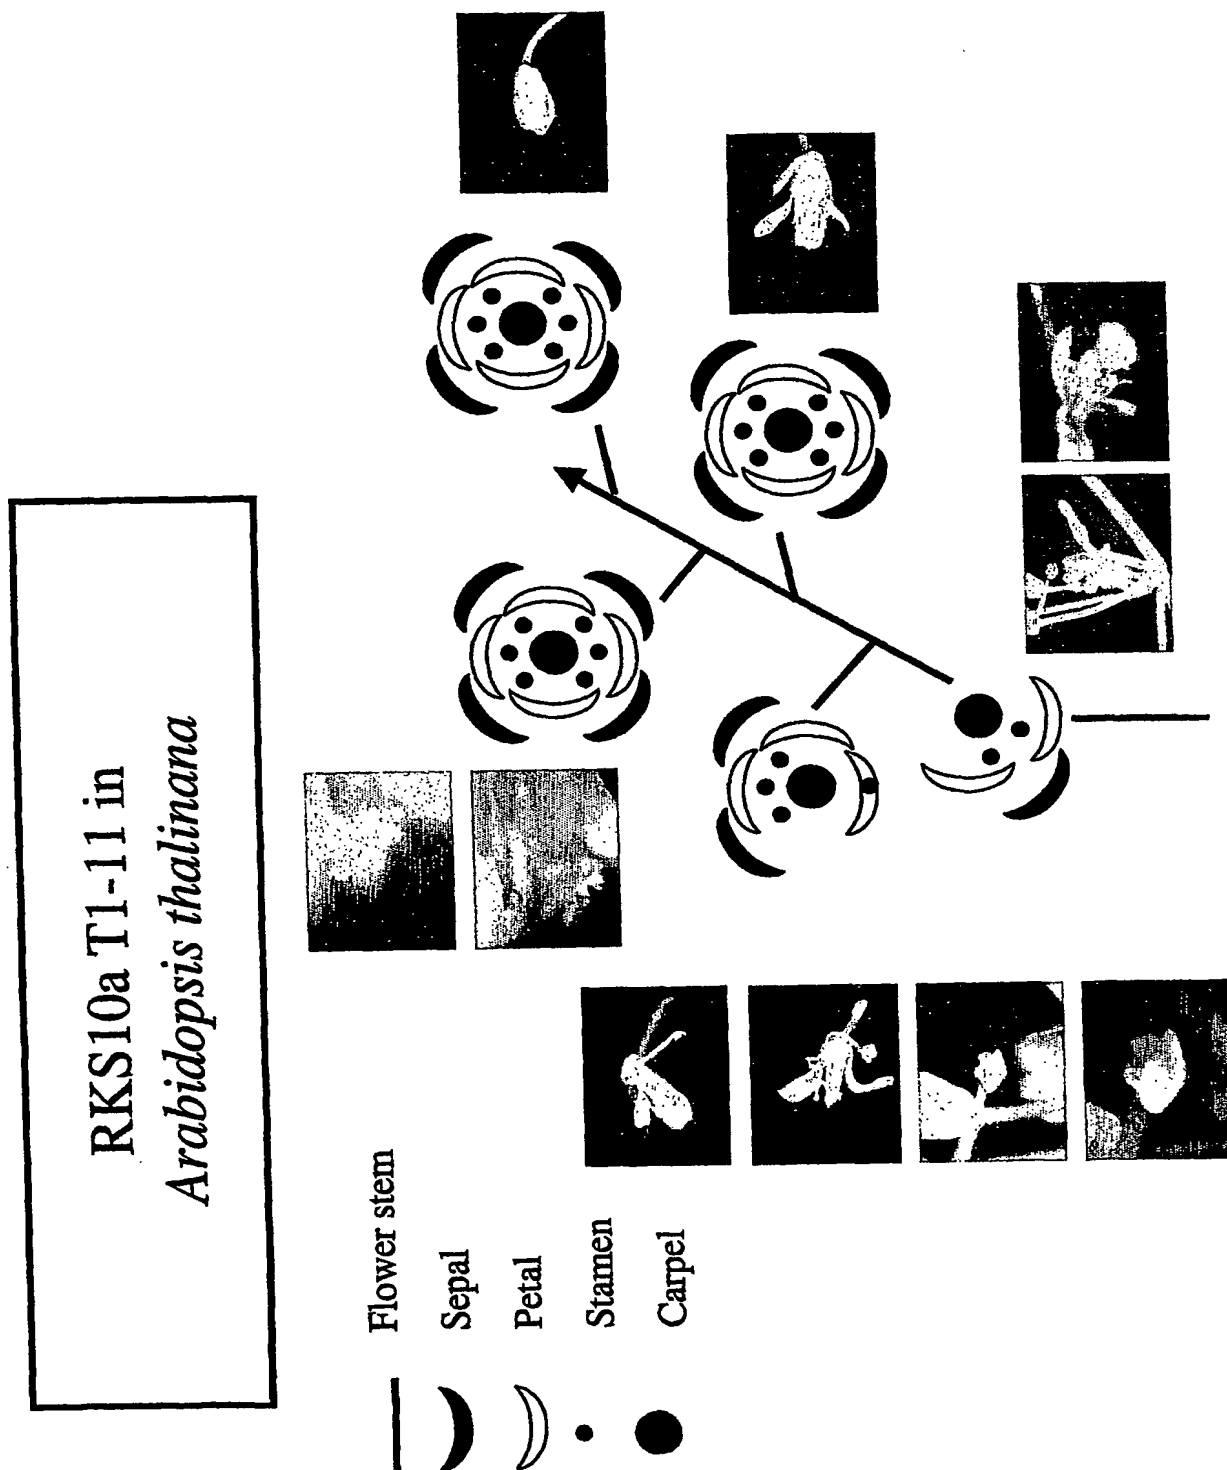 RKS10a T1-11 in
Arabidopsis thalinana
Flower stem
Sepal
Petal
Stamen
Carpel